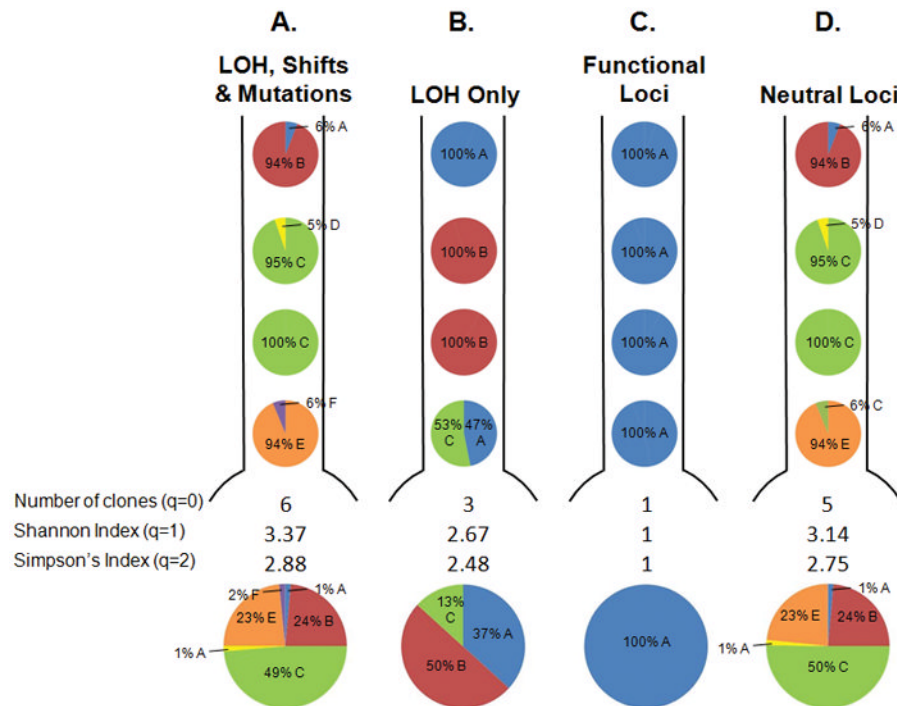 A. B. C. D.
LOH, Shifts & Mutations
LOH Only
Functional Loci
Neutral Loci
6% A
94% B
100% A
100% A
6% A
94% B
5% D
95% C
100% B
100% A
5% D
95% C
100% C
100% B
100% A
100% C
6% F
94% E
53% C
47% A
100% A
6% C
94% E
Number of clones (q=0) 6 3 1 5
Shannon Index (q=1) 3.37 2.67 1 3.14
Simpson's Index (q=2) 2.88 2.48 1 2.75
2% F
1% A
23% E
24% B
1% A
49% C
13% C
37% A
50% B
100% A
1% A
23% E
24% B
1% A
50% C